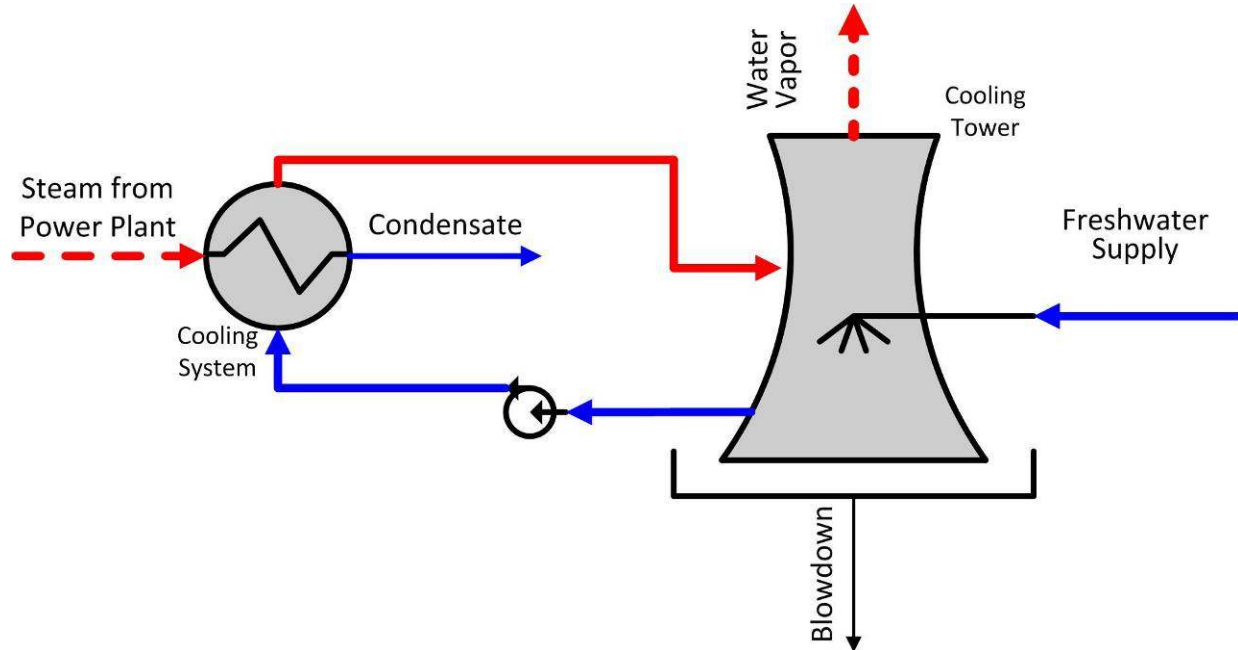 Water
Vapor
Cooling
Tower
Steam from
Power Plant
Condensate
Freshwater
Supply
Cooling
System
Blowdown